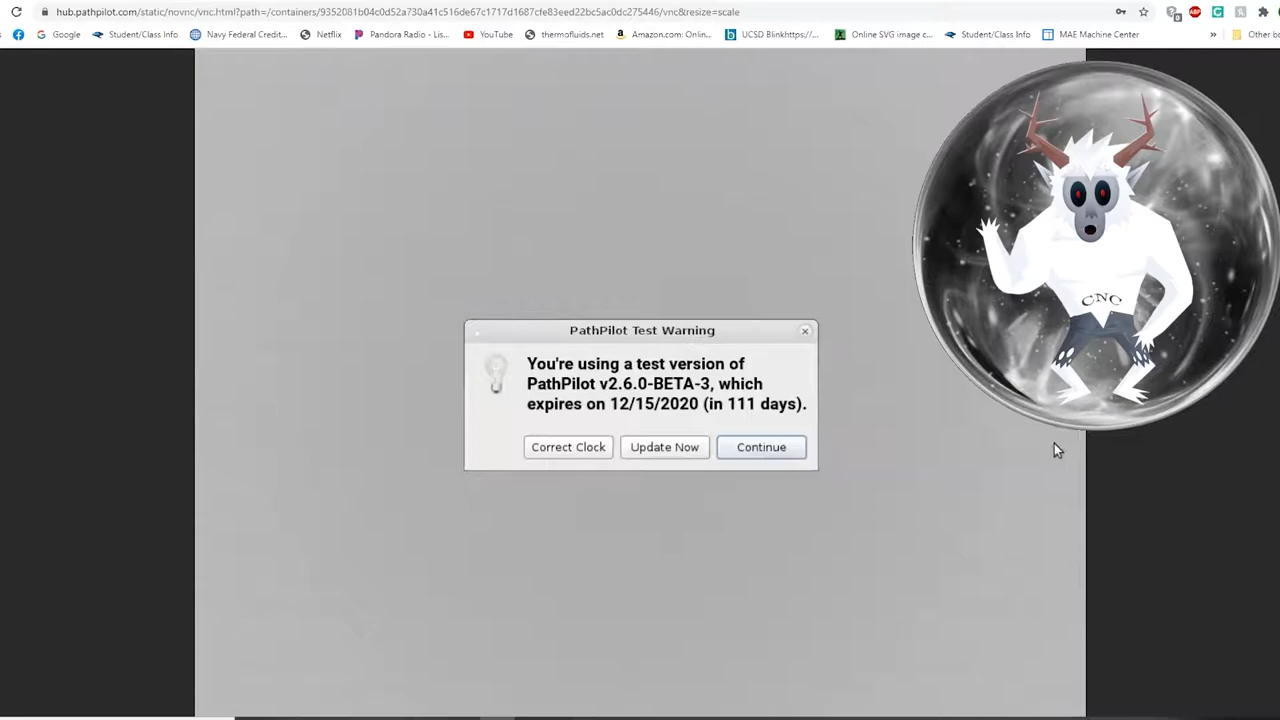 hub.pathpilot.com/static/novnc/vnc.html?path=/containers/9352081b04c0d52a730a41c516de67c1717d1687cfe83eed22bc5ac0dc275446/vnc&resize=scale
Google Student/Class Info Navy Federal Credit... Netflix Pandora Radio - Lis... YouTube thermofluids.net Amazon.com: Onlin... UCSD Blinkhttps://... Online SVG image c... Student/Class Info MAE Machine Center » Other bo
PathPilot Test Warning
You're using a test version of
PathPilot v2.6.0-BETA-3, which
expires on 12/15/2020 (in 111 days).
Correct Clock Update Now Continue
CNC